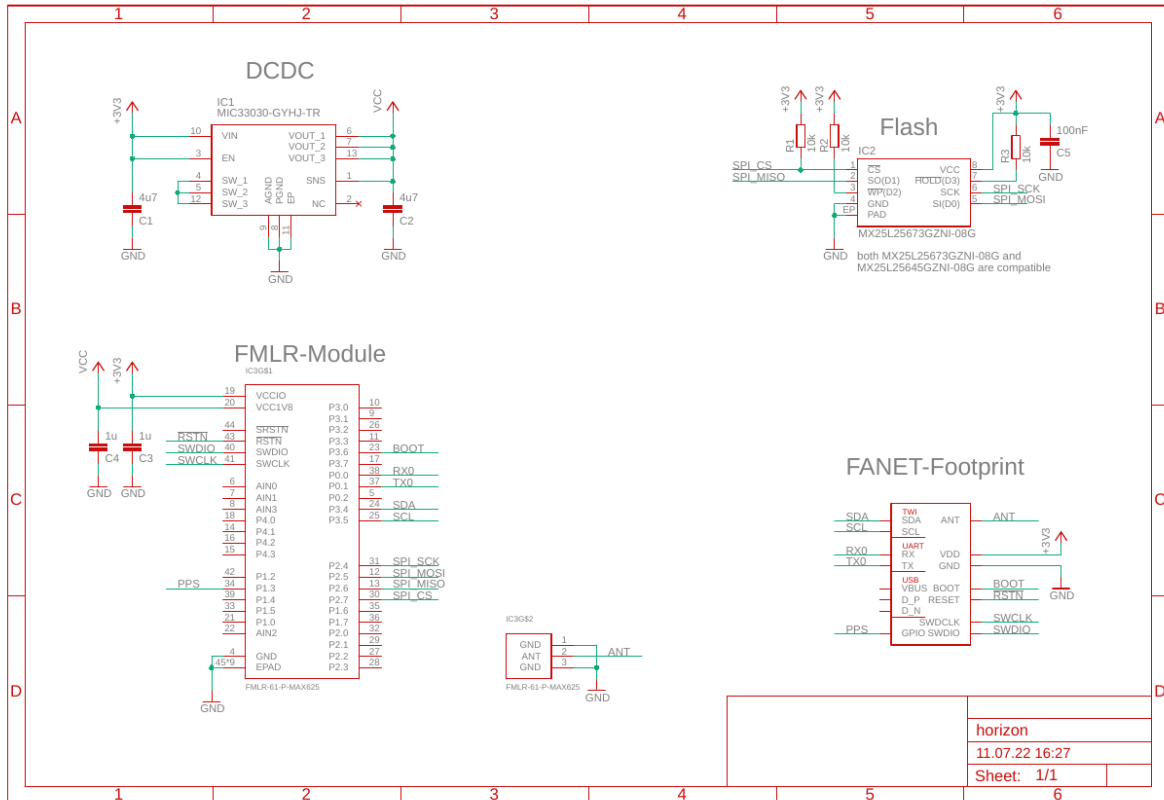 1 2 3 4 5 6
A
B
C
D
A
B
C
D
DCDC
+3V3
VCC
IC1
MIC33030-GYHJ-TR
10 VIN VOUT_1 6
VOUT_2 7
3 EN VOUT_3 13
4 SW_1 SNS 1
5 SW_2
12 SW_3 NC 2
AGND PGND EP
9 8 11
4u7
C1
GND
4u7
C2
GND
GND
Flash
+3V3
+3V3
+3V3
R1 10k
R2 10k
R3 10k
100nF
C5
GND
IC2
SPI_CS 1 CS VCC 8
SPI_MISO 2 SO(D1) HOLD(D3) 7
3 WP(D2) SCK 6 SPI_SCK
4 GND SI(D0) 5 SPI_MOSI
EP PAD
MX25L25673GZNI-08G
GND
both MX25L25673GZNI-08G and
MX25L25645GZNI-08G are compatible
FMLR-Module
IC3G$1
VCC
+3V3
1u
C4
GND
1u
C3
GND
19 VCCIO
20 VCC1V8 P3.0 10
P3.1 9
44 SRSTN P3.2 26
RSTN 43 RSTN P3.3 11
SWDIO 40 SWDIO P3.6 23 BOOT
SWCLK 41 SWCLK P3.7 17
P0.0 38 RX0
6 AIN0 P0.1 37 TX0
7 AIN1 P0.2 5
8 AIN3 P3.4 24 SDA
18 P4.0 P3.5 25 SCL
14 P4.1
16 P4.2
15 P4.3
P2.4 31 SPI_SCK
42 P1.2 P2.5 12 SPI_MOSI
PPS 34 P1.3 P2.6 13 SPI_MISO
39 P1.4 P2.7 30 SPI_CS
33 P1.5 P1.6 35
21 P1.0 P1.7 36
22 AIN2 P2.0 32
P2.1 29
4 GND P2.2 27
45*9 EPAD P2.3 28
FMLR-61-P-MAX625
GND
IC3G$2
GND 1
ANT 2 ANT
GND 3
FMLR-61-P-MAX625
GND
FANET-Footprint
TWI
SDA SDA ANT ANT
SCL SCL
UART
RX0 RX VDD +3V3
TX0 TX GND
GND
USB
VBUS BOOT BOOT
D_P RESET RSTN
D_N
SWDCLK SWCLK
PPS GPIO SWDIO SWDIO
horizon
11.07.22 16:27
Sheet: 1/1
1 2 3 4 5 6